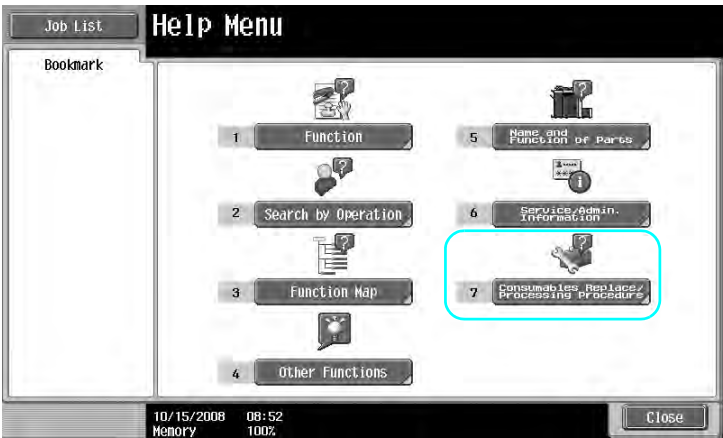 Job List
Help Menu
Bookmark
1 Function
2 Search by Operation
3 Function Map
4 Other Functions
5 Name and
Function of Parts
6 Service/Admin.
Information
7 Consumables Replace/
Processing Procedure
10/15/2008 08:52
Memory 100%
Close